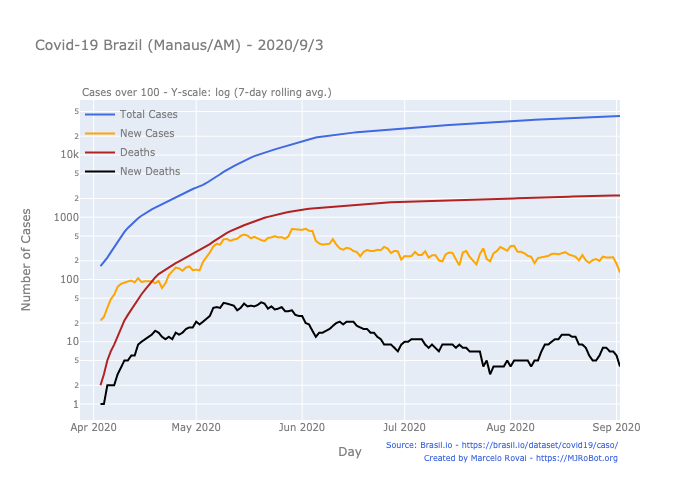 Covid-19 Brazil (Manaus/AM) - 2020/9/3
Cases over 100 - Y-scale: log (7-day rolling avg.)
Total Cases
New Cases
Deaths
New Deaths
5
2
10k
5
2
1000
5
2
100
5
2
10
5
2
1
Number of Cases
Apr 2020
May 2020
Jun 2020
Jul 2020
Aug 2020
Sep 2020
Day
Source: Brasil.io - https://brasil.io/dataset/covid19/caso/
Created by Marcelo Rovai - https://MJRoBot.org